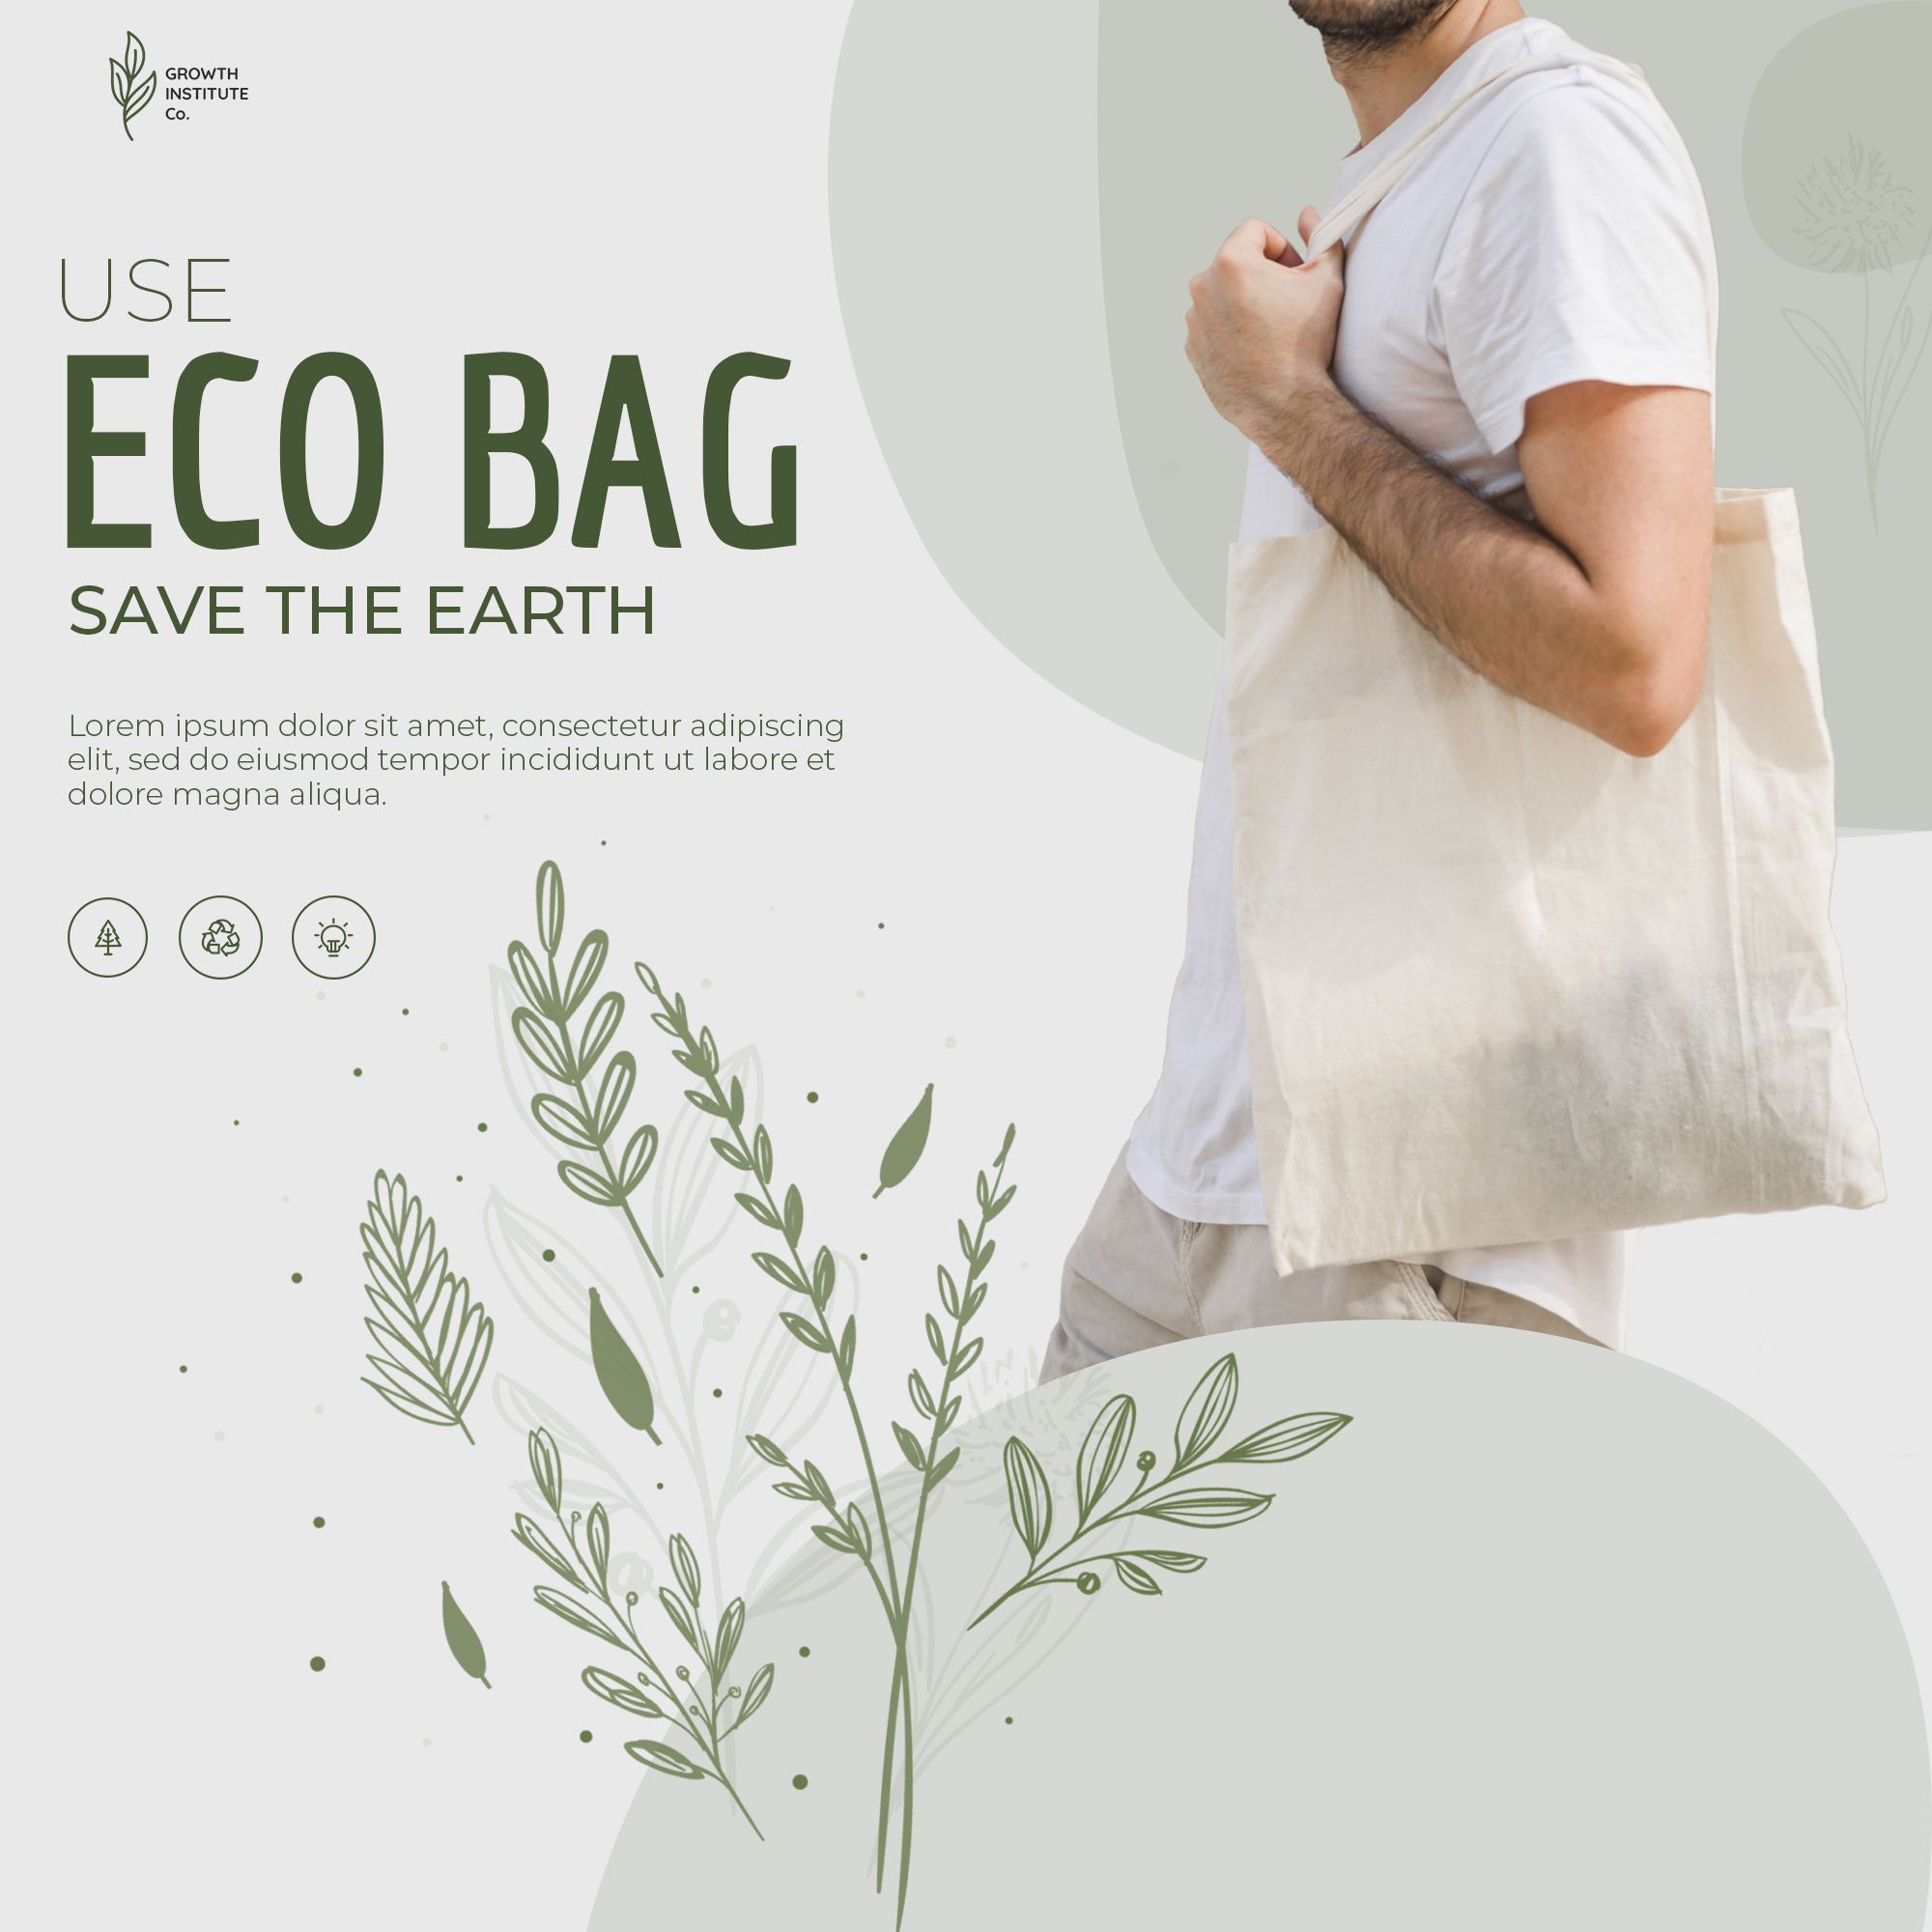 GROWTH
INSTITUTE
Co.
USE
ECO BAG
SAVE THE EARTH
Lorem ipsum dolor sit amet, consectetur adipiscing
elit, sed do eiusmod tempor incididunt ut labore et
dolore magna aliqua.